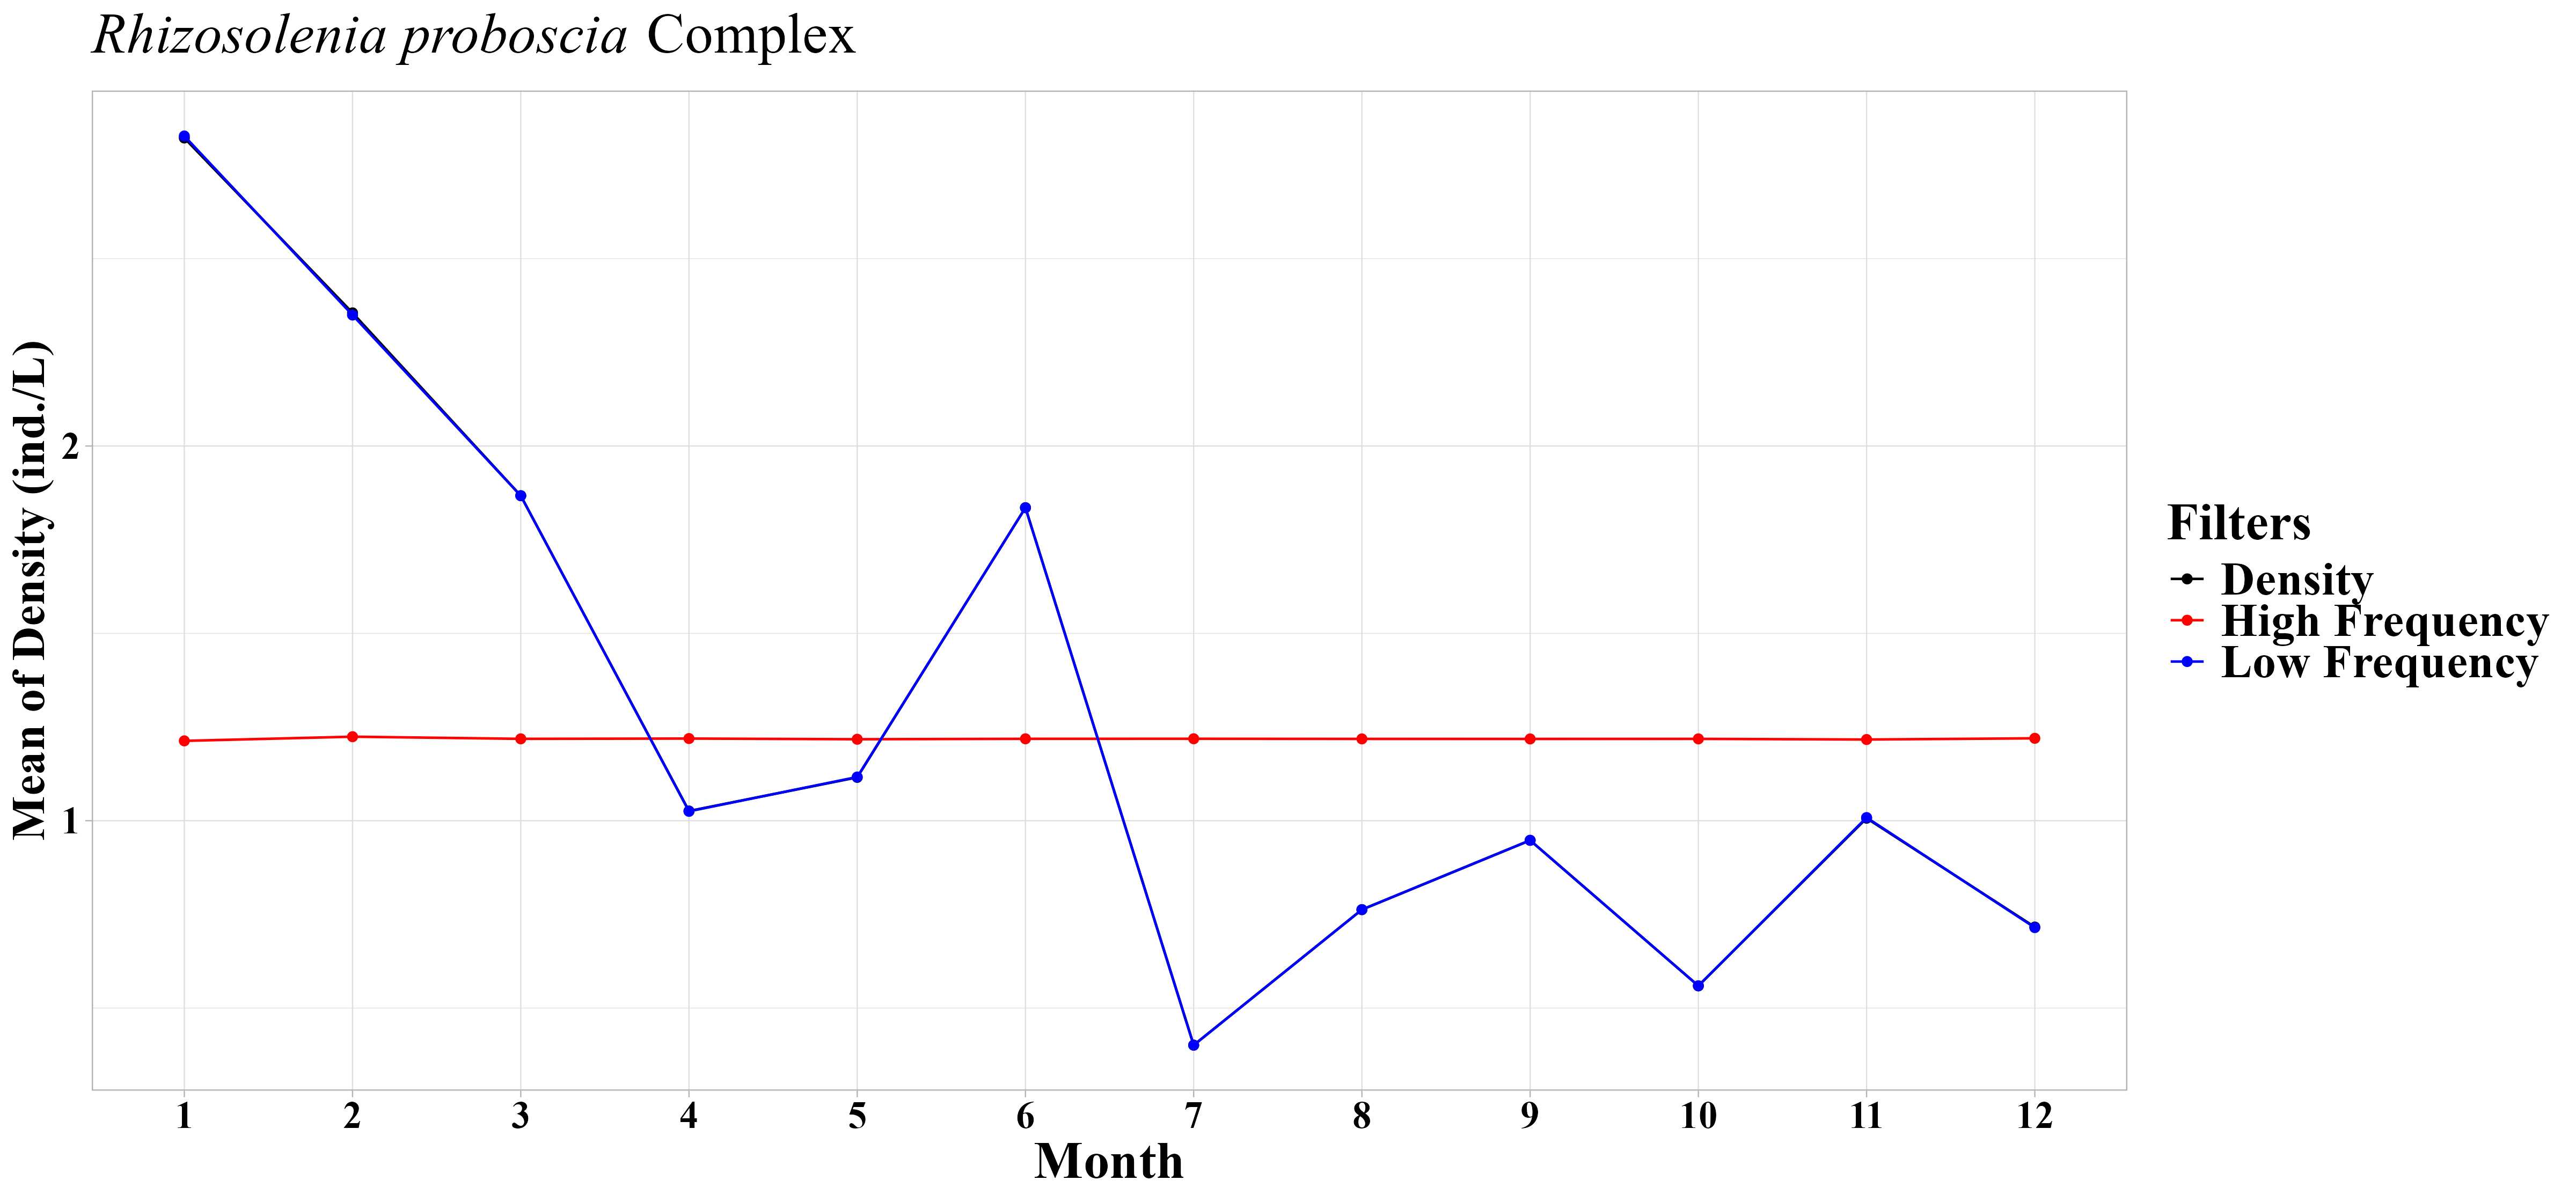 Rhizosolenia proboscia Complex
Mean of Density (ind./L)
2
1
1 2 3 4 5 6 7 8 9 10 11 12
Month
Filters
Density
High Frequency
Low Frequency